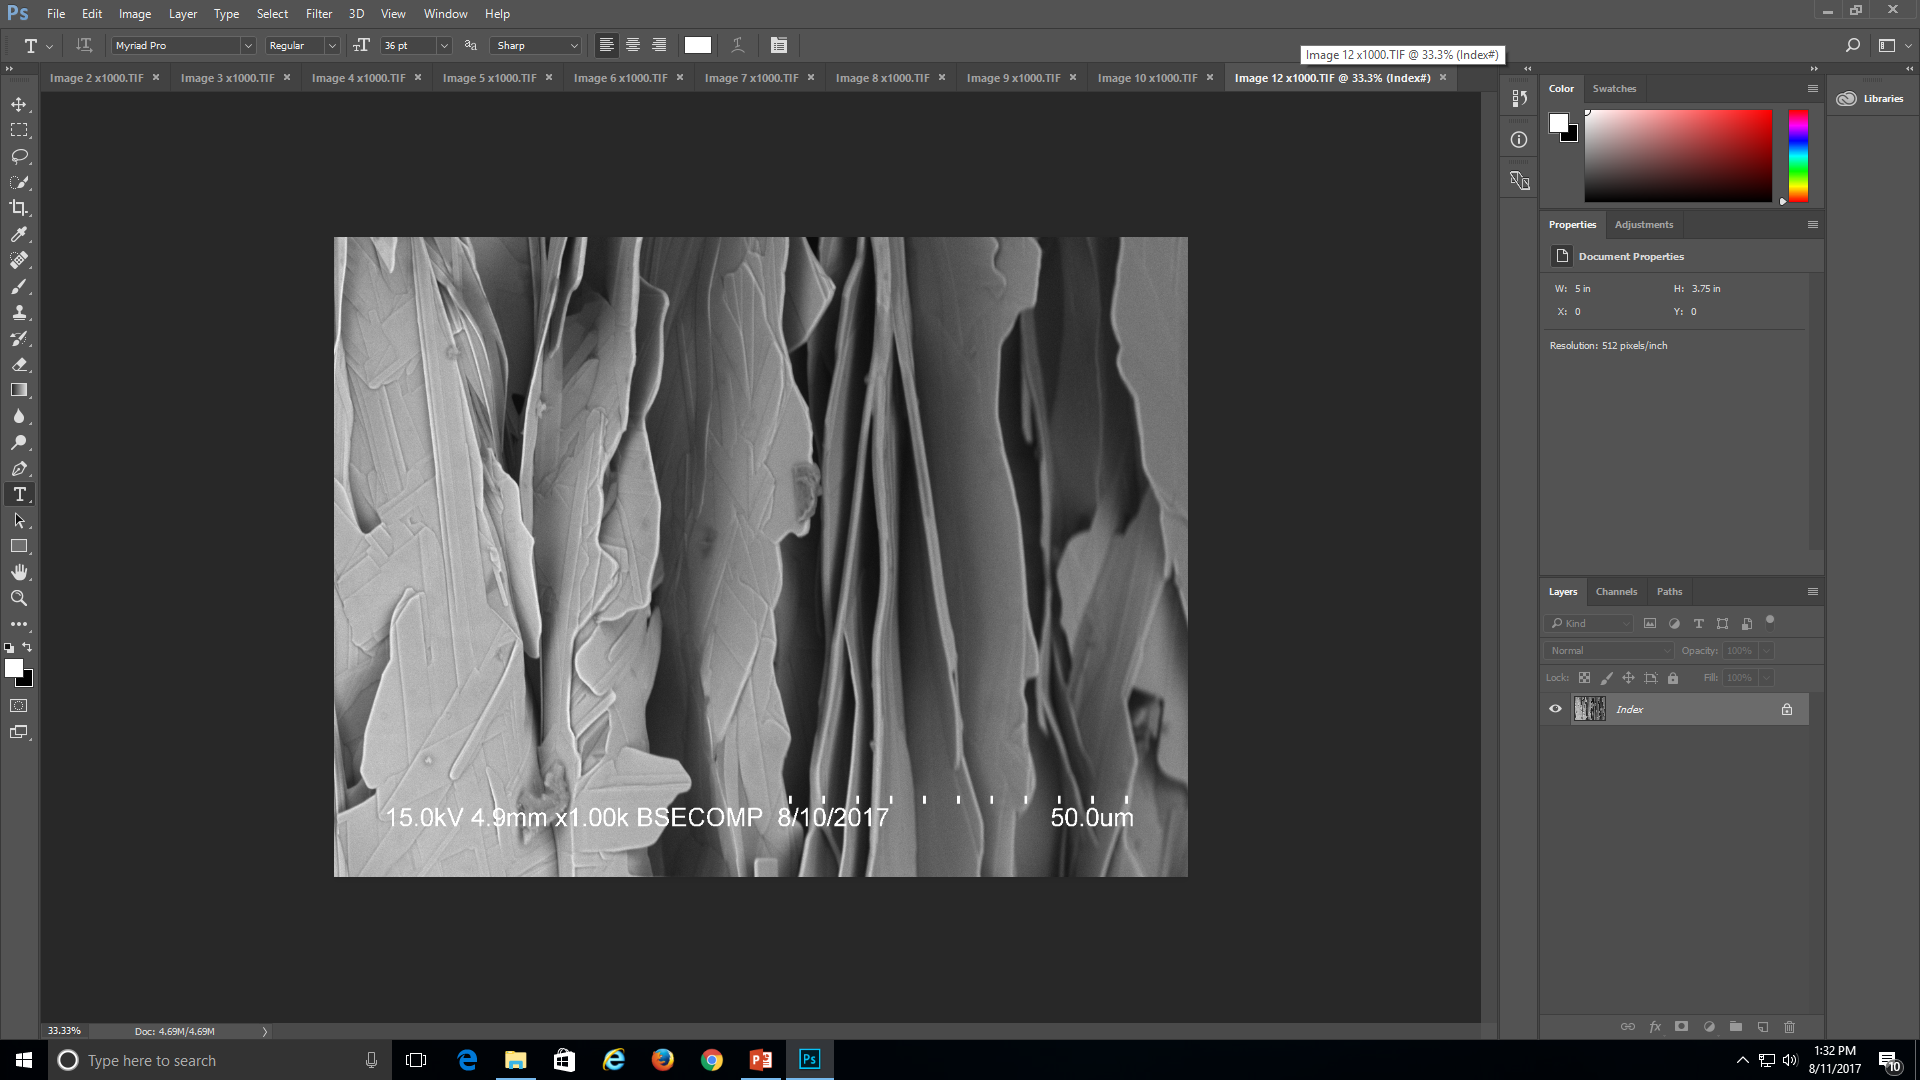 Ps File Edit Image Layer Type Select Filter 3D View Window Help
T Myriad Pro Regular 36 pt aa Sharp
Image 12 x1000.TIF @ 33.3% (Index#)
Image 2 x1000.TIF × Image 3 x1000.TIF × Image 4 x1000.TIF × Image 5 x1000.TIF × Image 6 x1000.TIF × Image 7 x1000.TIF × Image 8 x1000.TIF × Image 9 x1000.TIF × Image 10 x1000.TIF × Image 12 x1000.TIF @ 33.3% (Index#) ×
15.0kV 4.9mm x1.00k BSECOMP 8/10/2017 50.0um
Color Swatches
Libraries
Properties Adjustments
Document Properties
W: 5 in H: 3.75 in
X: 0 Y: 0
Resolution: 512 pixels/inch
Layers Channels Paths
Kind
Normal Opacity: 100%
Lock: Fill: 100%
Index
fx
33.33% Doc: 4.69M/4.69M
Type here to search
Ps
1:32 PM
8/11/2017
10